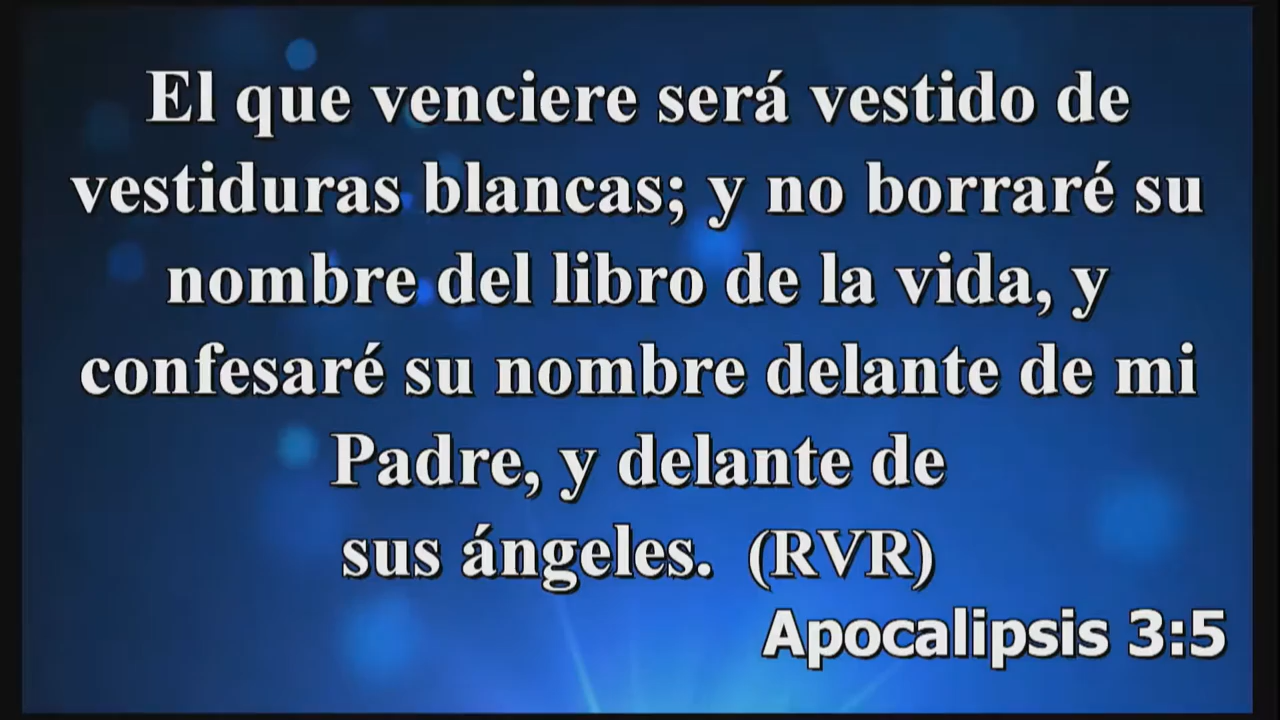 El que venciere será vestido de
vestiduras blancas; y no borraré su
nombre del libro de la vida, y
confesaré su nombre delante de mi
Padre, y delante de
sus ángeles.  (RVR)
Apocalipsis 3:5